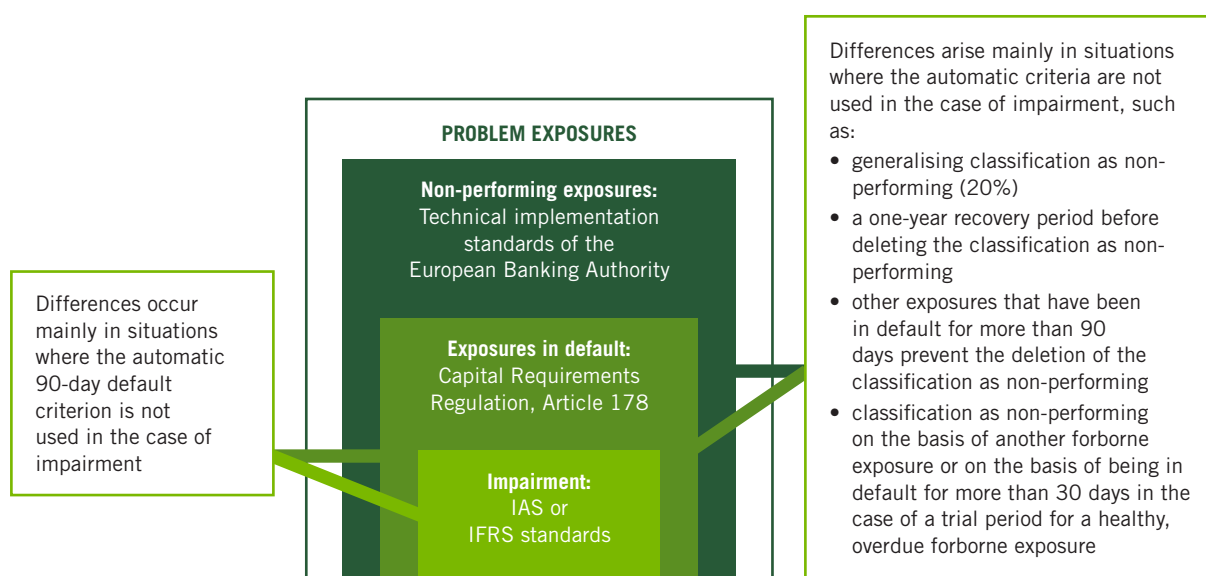 PROBLEM EXPOSURES
Non-performing exposures:
Technical implementation
standards of the
European Banking Authority
Exposures in default:
Capital Requirements
Regulation, Article 178
Impairment:
IAS or
IFRS standards
Differences occur
mainly in situations
where the automatic
90-day default
criterion is not
used in the case of
impairment
Differences arise mainly in situations
where the automatic criteria are not
used in the case of impairment, such
as:
• generalising classification as non-
performing (20%)
• a one-year recovery period before
deleting the classification as non-
performing
• other exposures that have been
in default for more than 90
days prevent the deletion of the
classification as non-performing
• classification as non-performing
on the basis of another forborne
exposure or on the basis of being in
default for more than 30 days in the
case of a trial period for a healthy,
overdue forborne exposure